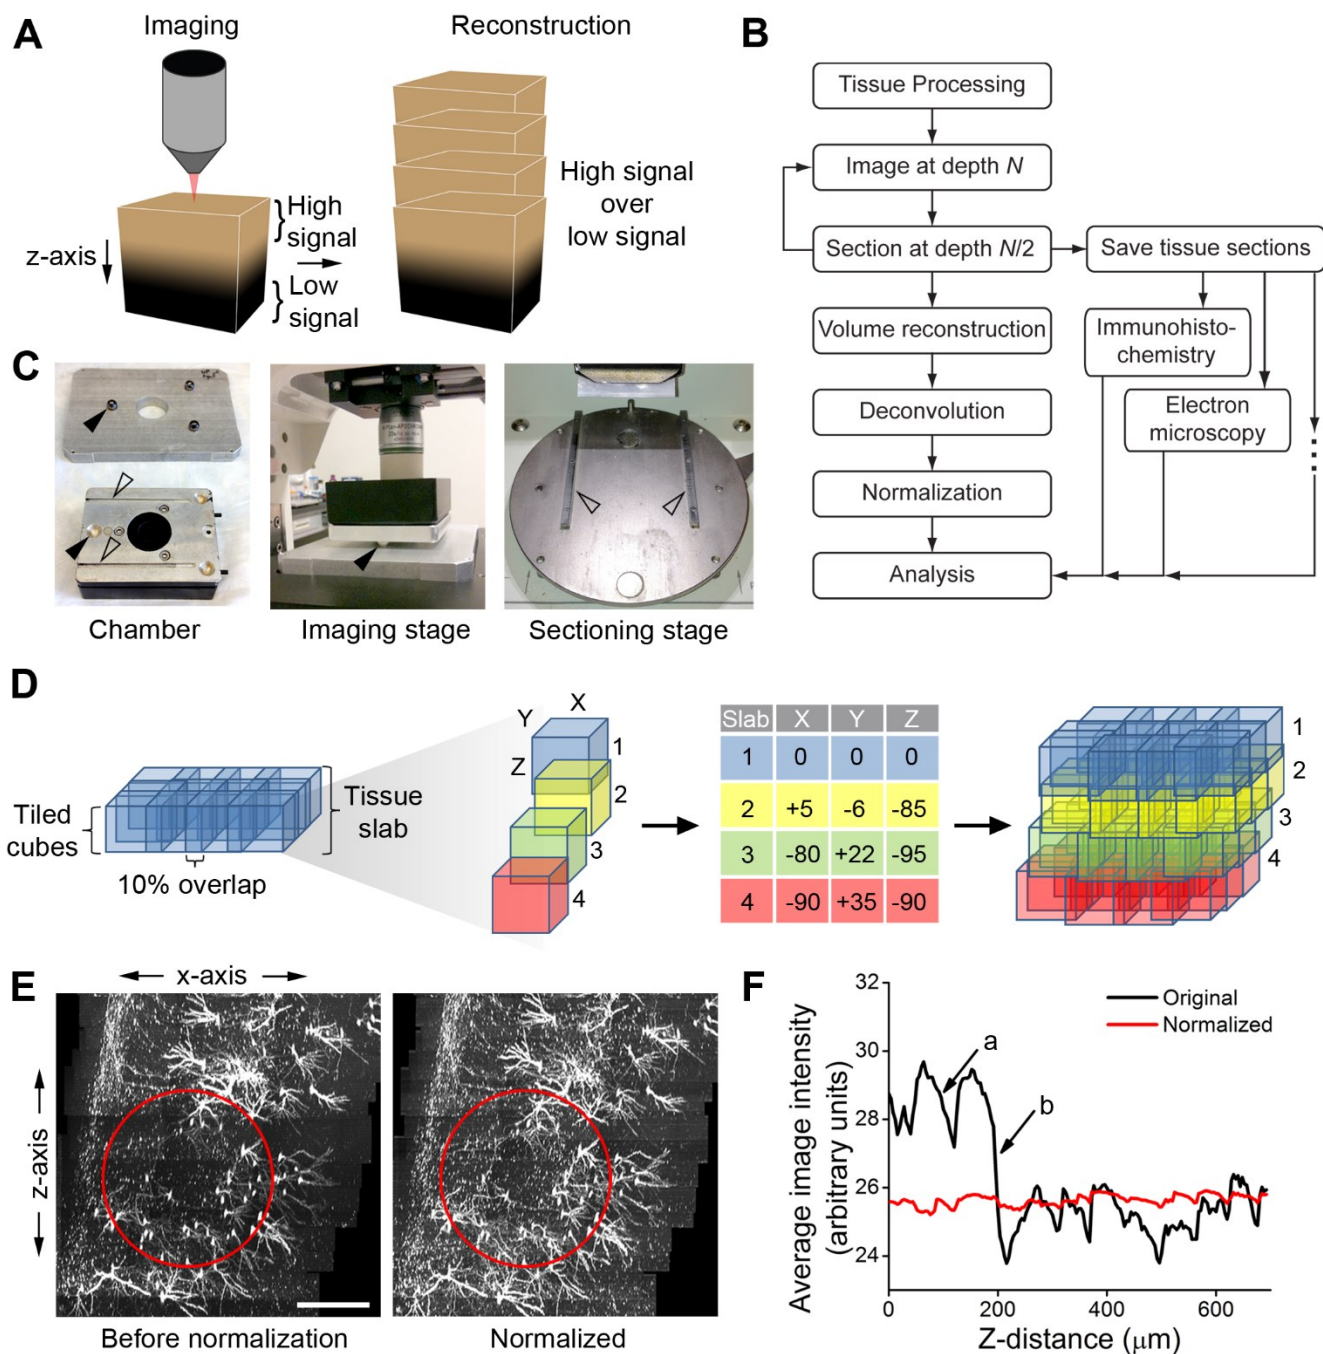 A
Imaging
Reconstruction
High
signal
z-axis
Low
signal
High signal
over
low signal
B
Tissue Processing
Image at depth N
Section at depth N/2
Save tissue sections
Volume reconstruction
Immunohisto-
chemistry
Deconvolution
Electron
microscopy
Normalization
Analysis
C
Chamber
Imaging stage
Sectioning stage
D
Tiled
cubes
10% overlap
Tissue
slab
X
Y
Z
1
2
3
4
Slab X Y Z
1 0 0 0
2 +5 -6 -85
3 -80 +22 -95
4 -90 +35 -90
1
2
3
4
E
x-axis
z-axis
Before normalization
Normalized
F
Original
Normalized
a
b
32
30
28
26
24
Average image intensity
(arbitrary units)
0 200 400 600
Z-distance (μm)